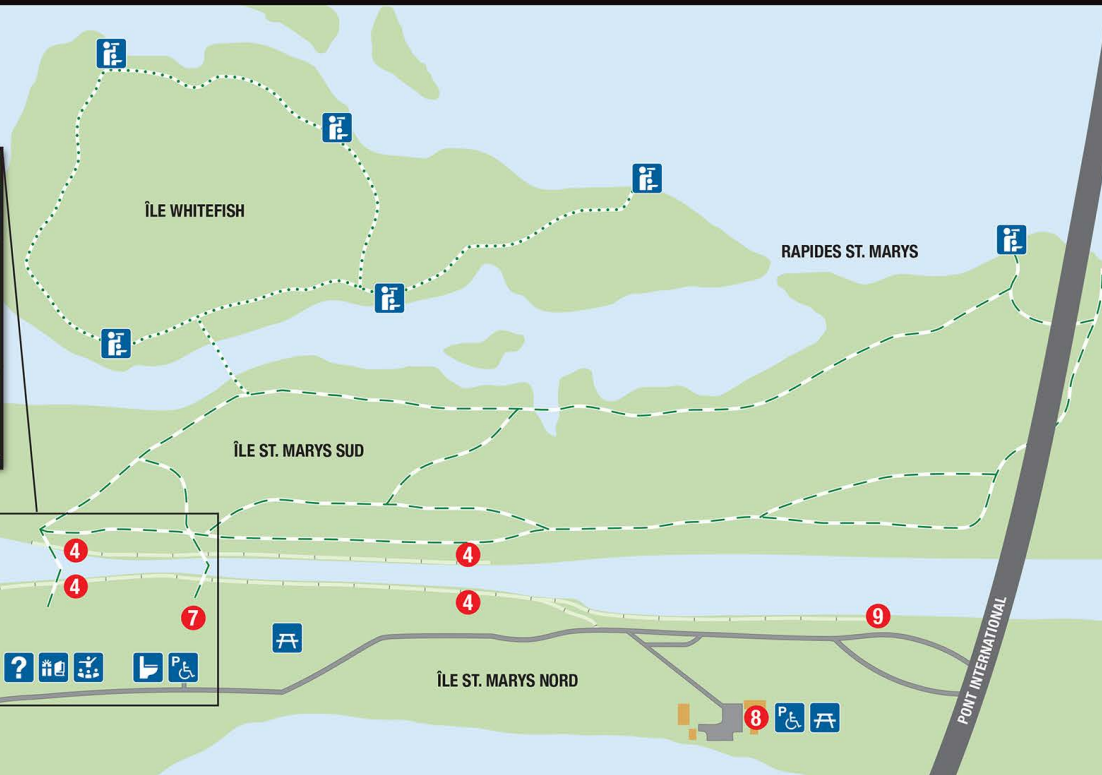 ÎLE WHITEFISH
RAPIDES ST. MARYS
ÎLE ST. MARYS SUD
4
4
4
4
7
9
?
P
ÎLE ST. MARYS NORD
8
P
PONT INTERNATIONAL